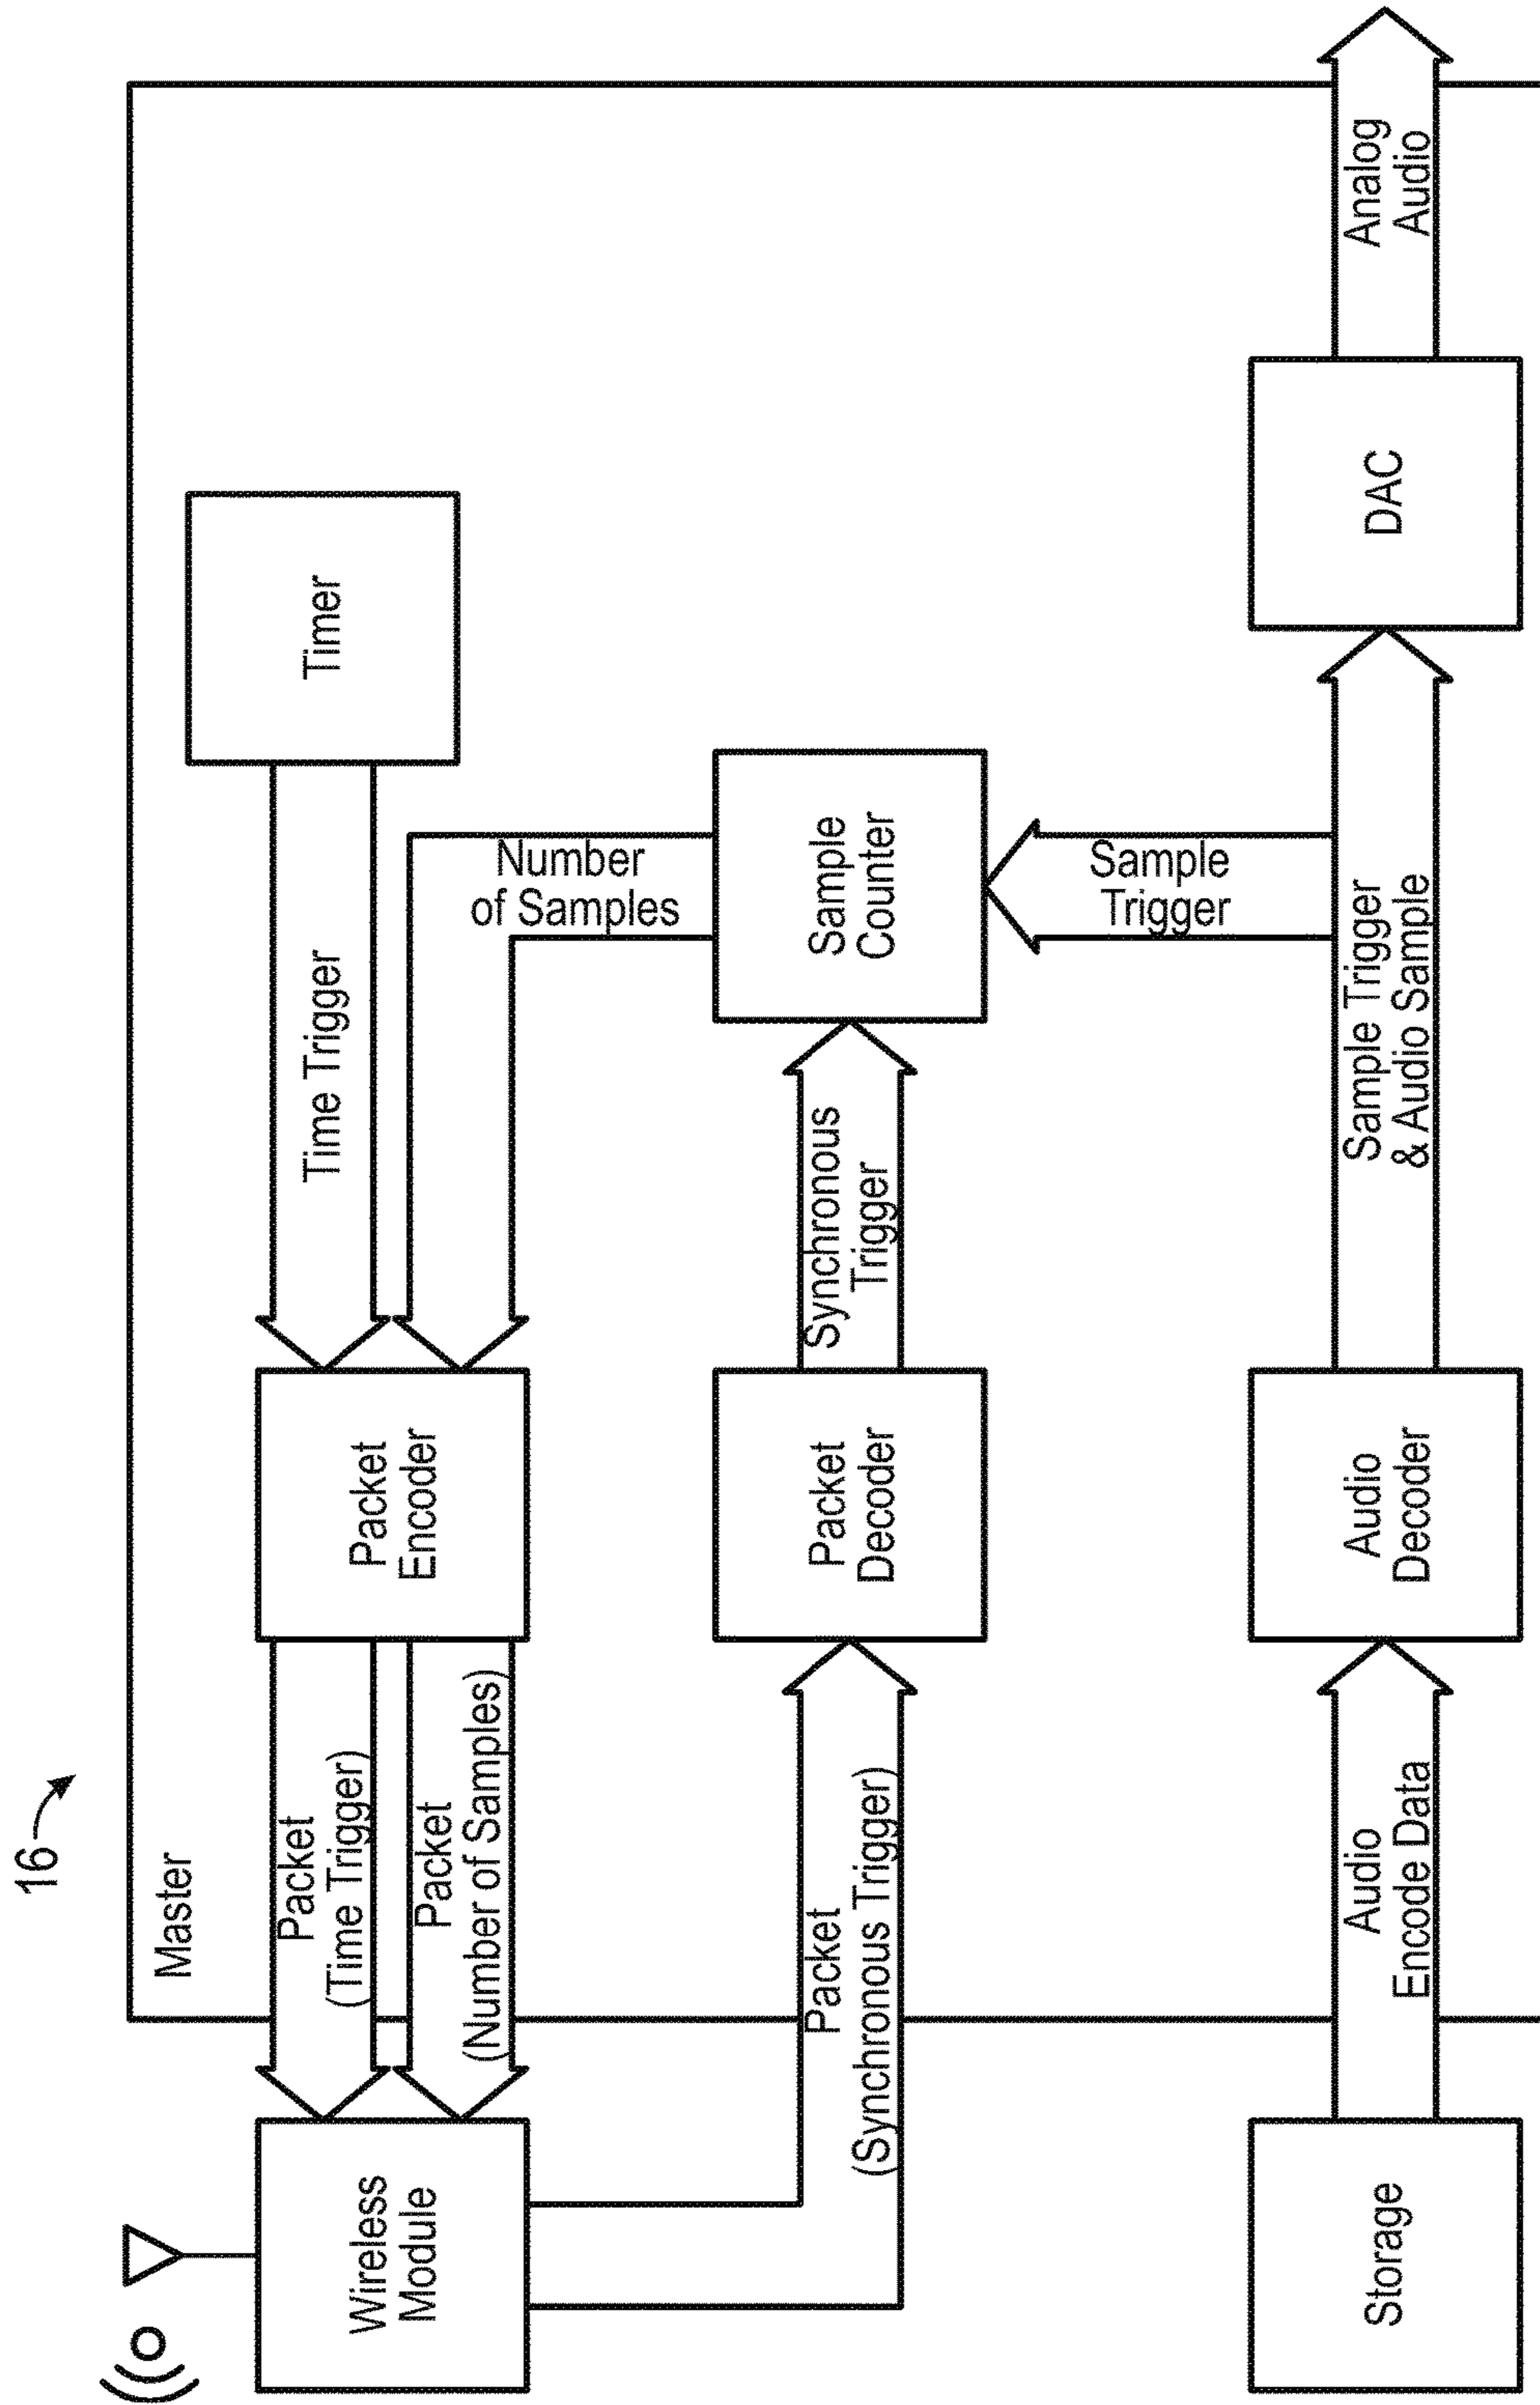 16
Master
Wireless
Module
Packet
(Time Trigger)
Packet
(Number of Samples)
Packet
Encoder
Time Trigger
Timer
Number
of Samples
Packet
(Synchronous Trigger)
Packet
Decoder
Synchronous
Trigger
Sample
Counter
Sample
Trigger
Storage
Audio
Encode Data
Audio
Decoder
Sample Trigger
& Audio Sample
DAC
Analog
Audio